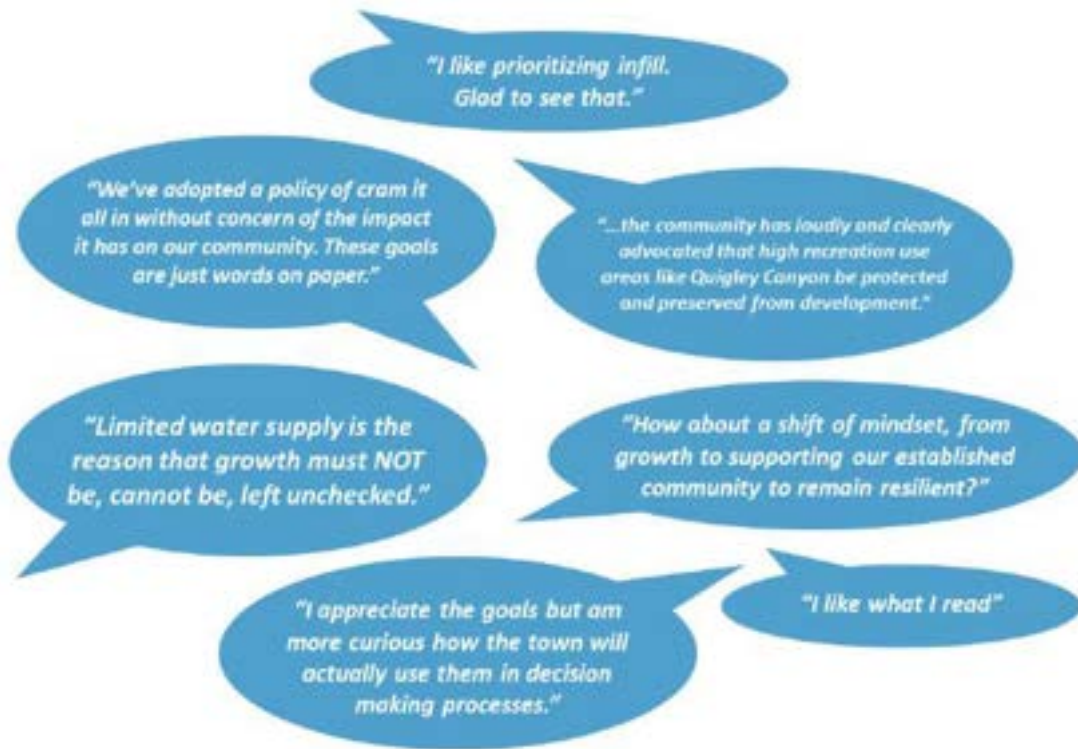 “I like prioritizing infill.
Glad to see that.”
“We’ve adopted a policy of cram it
all in without concern of the impact
it has on our community. These goals
are just words on paper.”
“...the community has loudly and clearly
advocated that high recreation use
areas like Quigley Canyon be protected
and preserved from development.”
“Limited water supply is the
reason that growth must NOT
be, cannot be, left unchecked.”
“How about a shift of mindset, from
growth to supporting our established
community to remain resilient?”
“I like what I read”
“I appreciate the goals but am
more curious how the town will
actually use them in decision
making processes.”